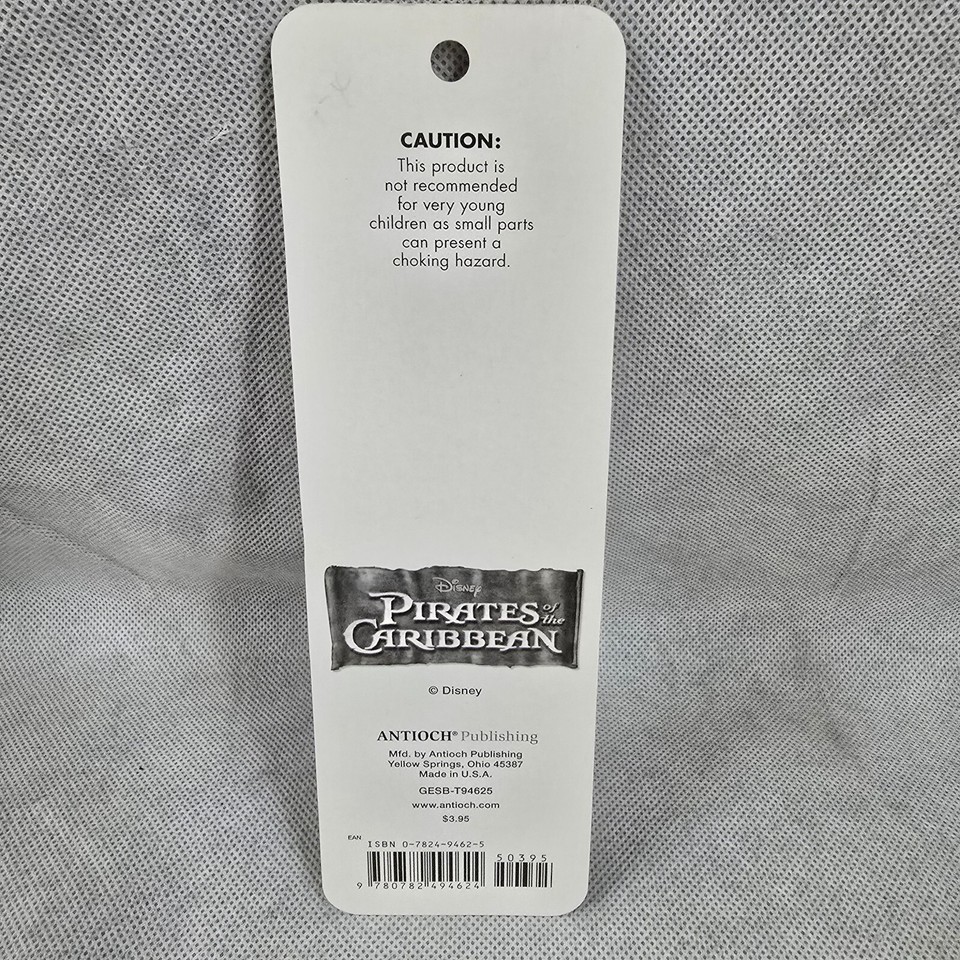 CAUTION:
This product is
not recommended
for very young
children as small parts
can present a
choking hazard.
Disney
PIRATES of the
CARIBBEAN
© Disney
ANTIOCH® Publishing
Mfd. by Antioch Publishing
Yellow Springs, Ohio 45387
Made in U.S.A.
GESB-T94625
www.antioch.com
$3.95
EAN
ISBN 0-7824-9462-5
50395
9 780782 494624